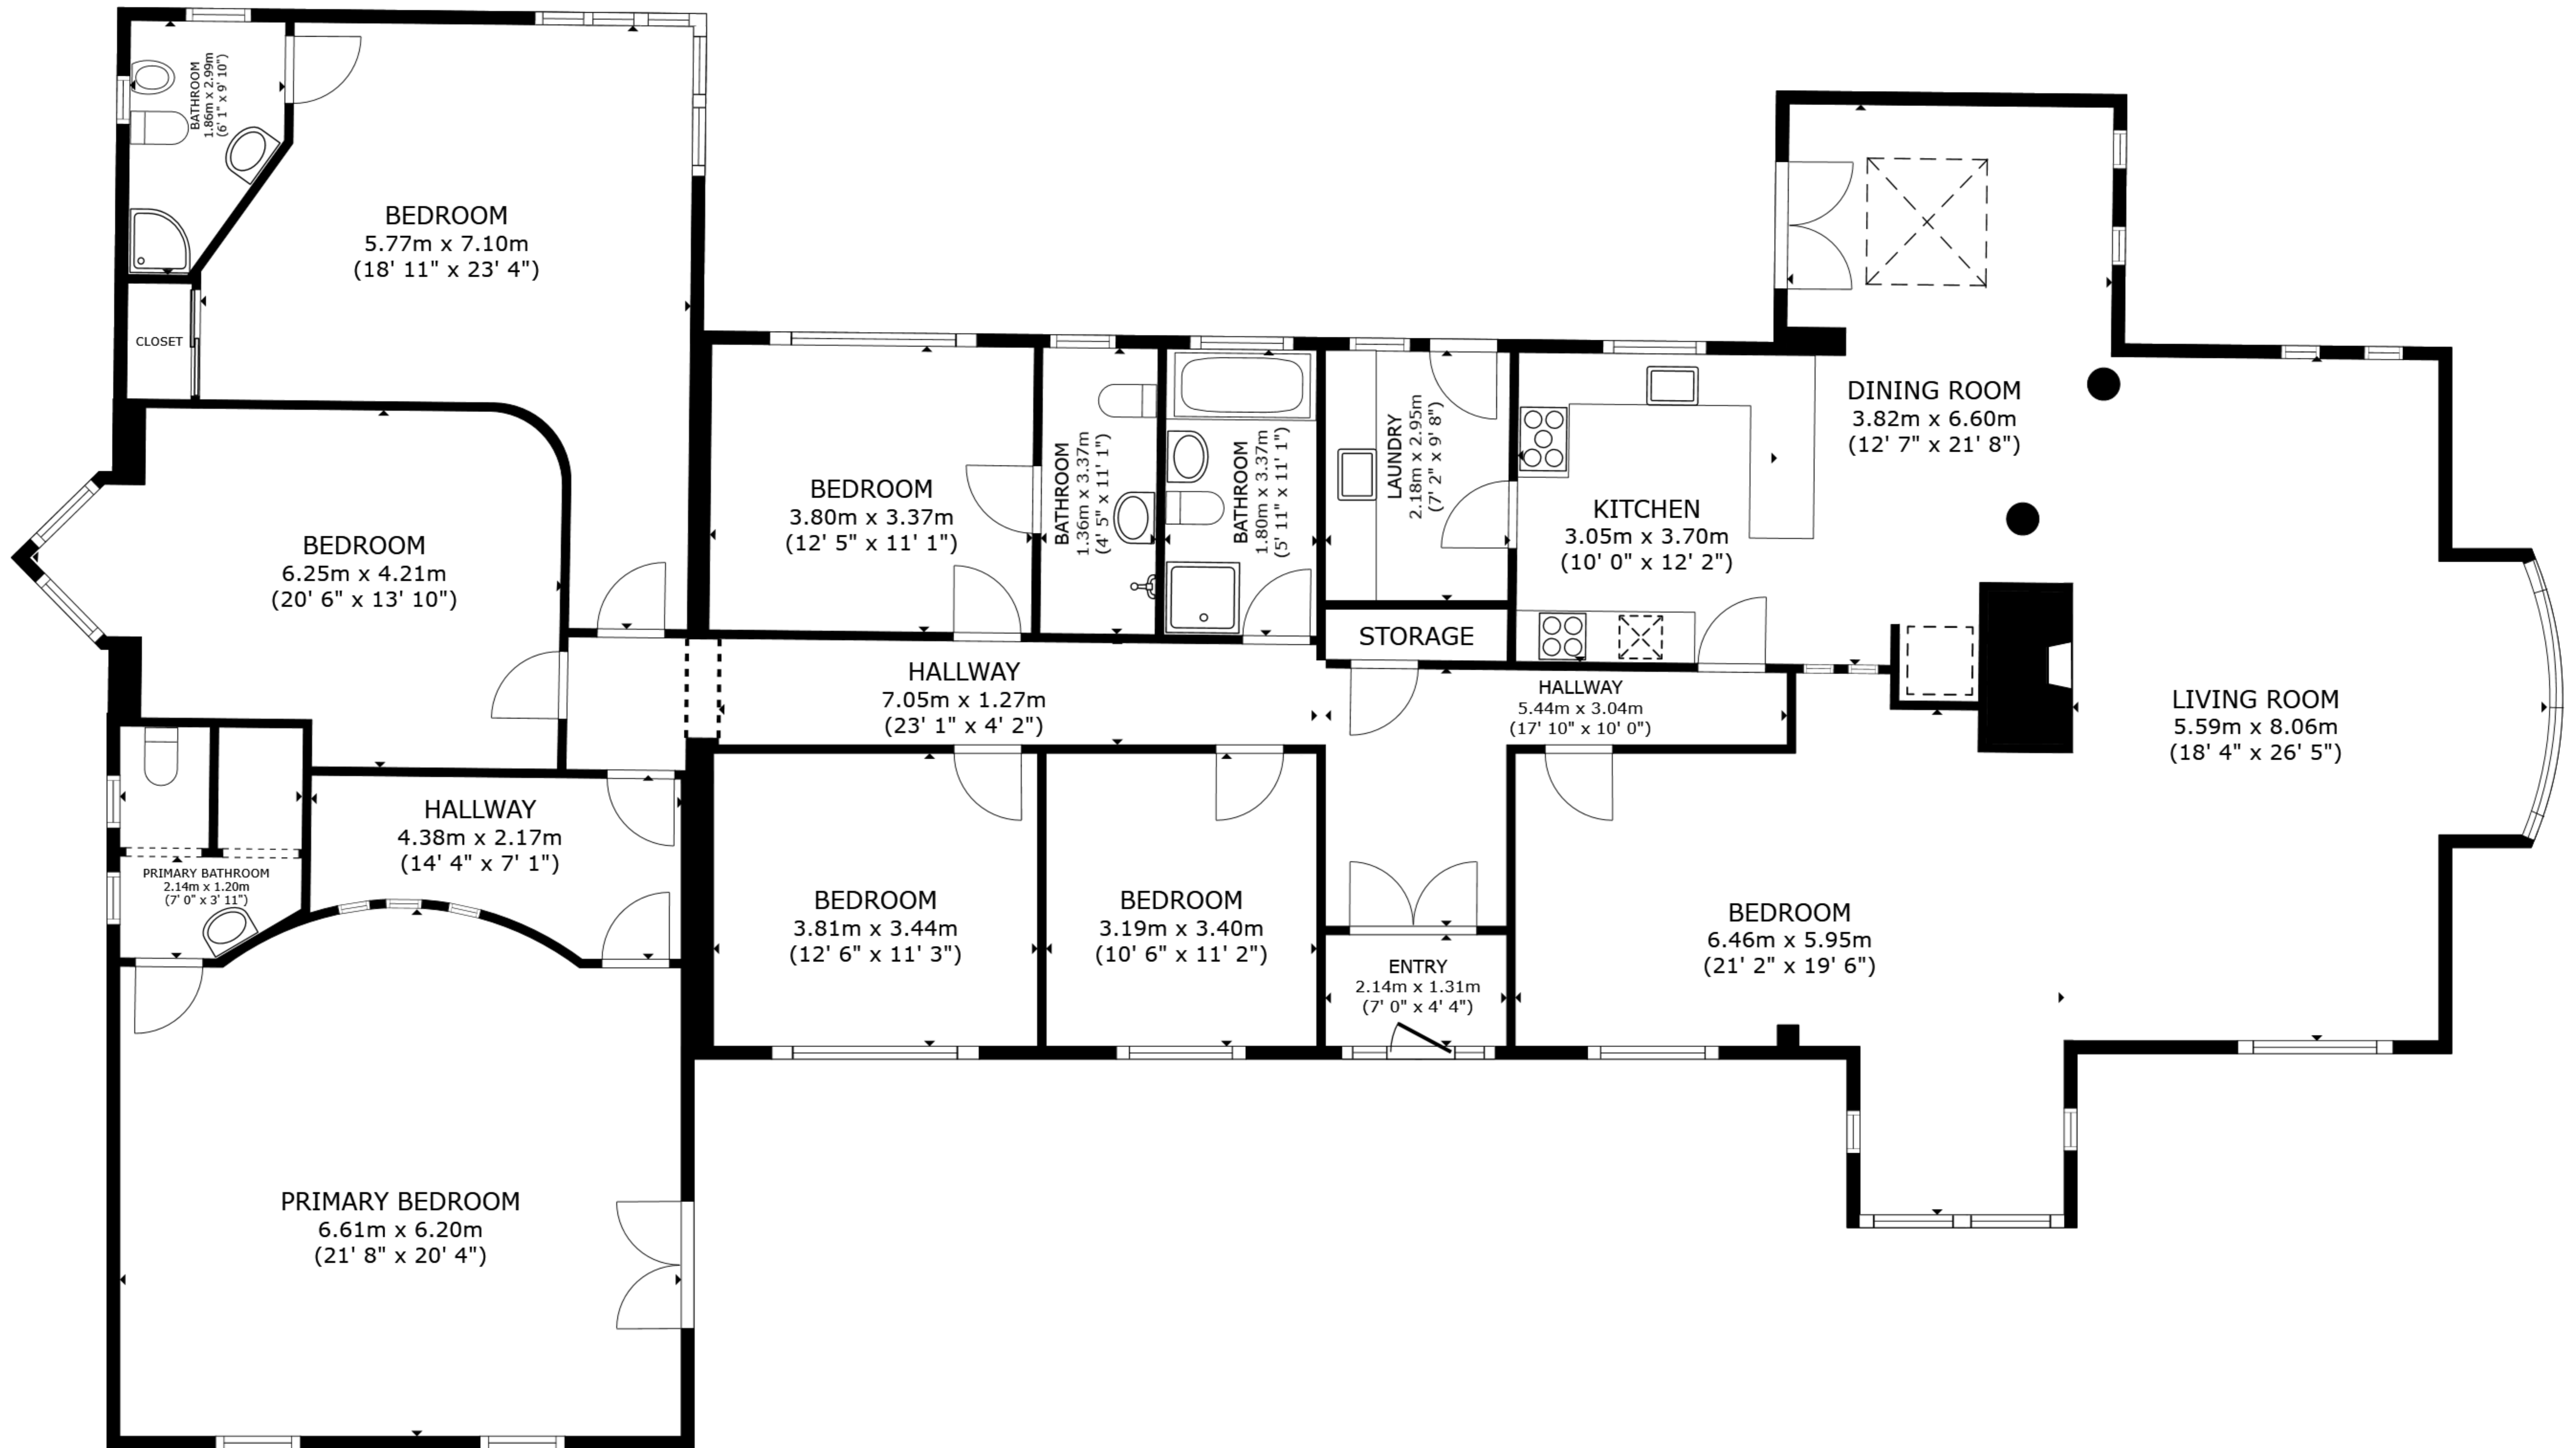 BATHROOM
1.86m x 2.99m
(6' 1" x 9' 10")
BEDROOM
5.77m x 7.10m
(18' 11" x 23' 4")
CLOSET
BEDROOM
6.25m x 4.21m
(20' 6" x 13' 10")
BEDROOM
3.80m x 3.37m
(12' 5" x 11' 1")
BATHROOM
1.36m x 3.37m
(4' 5" x 11' 1")
BATHROOM
1.80m x 3.37m
(5' 11" x 11' 1")
LAUNDRY
2.18m x 2.95m
(7' 2" x 9' 8")
KITCHEN
3.05m x 3.70m
(10' 0" x 12' 2")
DINING ROOM
3.82m x 6.60m
(12' 7" x 21' 8")
STORAGE
HALLWAY
7.05m x 1.27m
(23' 1" x 4' 2")
HALLWAY
5.44m x 3.04m
(17' 10" x 10' 0")
LIVING ROOM
5.59m x 8.06m
(18' 4" x 26' 5")
HALLWAY
4.38m x 2.17m
(14' 4" x 7' 1")
PRIMARY BATHROOM
2.14m x 1.20m
(7' 0" x 3' 11")
BEDROOM
3.81m x 3.44m
(12' 6" x 11' 3")
BEDROOM
3.19m x 3.40m
(10' 6" x 11' 2")
ENTRY
2.14m x 1.31m
(7' 0" x 4' 4")
BEDROOM
6.46m x 5.95m
(21' 2" x 19' 6")
PRIMARY BEDROOM
6.61m x 6.20m
(21' 8" x 20' 4")